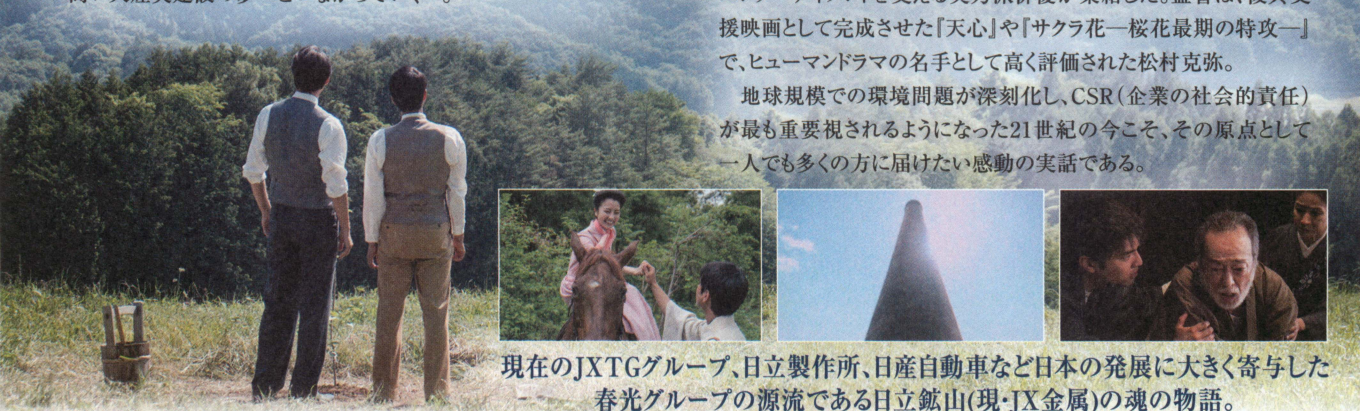 援映画として完成させた『天心』や『サクラ花―桜花最期の特攻―』
で、ヒューマンドラマの名手として高く評価された松村克弥。
地球規模での環境問題が深刻化し、CSR(企業の社会的責任)
が最も重要視されるようになった21世紀の今こそ、その原点として
一人でも多くの方に届けたい感動の実話である。
現在のJXTGグループ、日立製作所、日産自動車など日本の発展に大きく寄与した
春光グループの源流である日立鉱山(現・JX金属)の魂の物語。